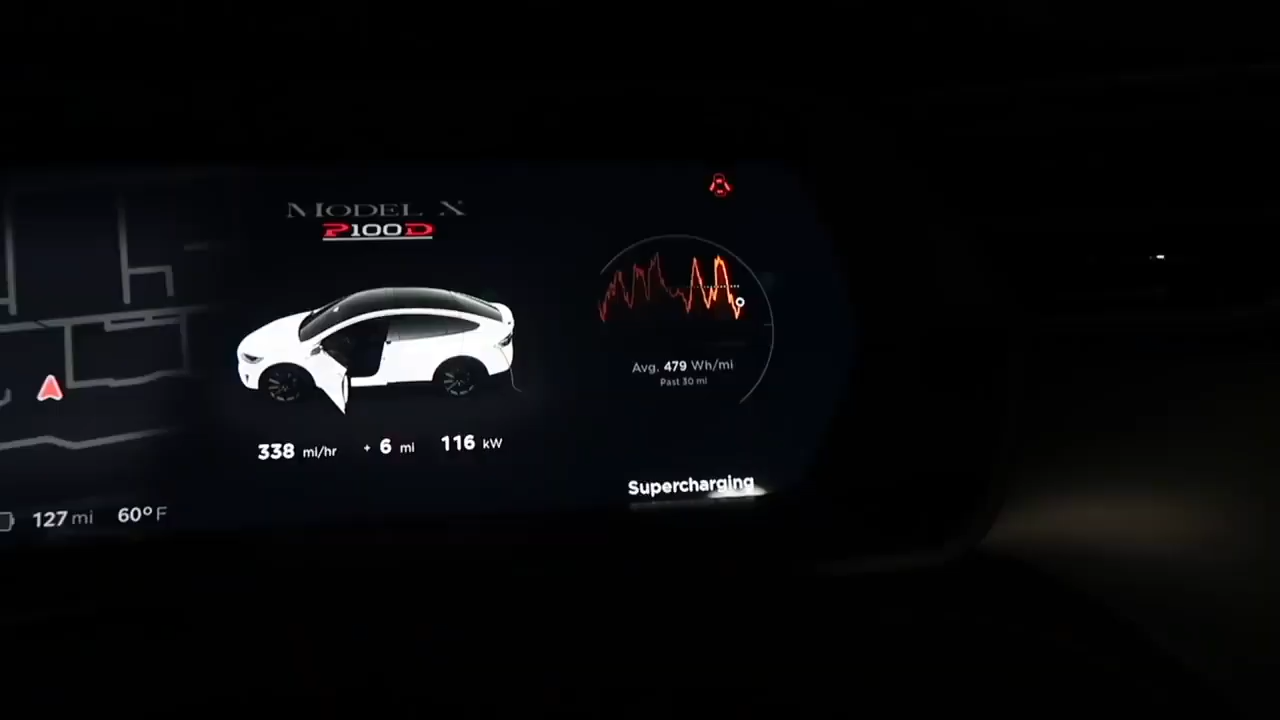 MODEL X
P100D
Avg. 479 Wh/mi
Past 30 mi
338 mi/hr + 6 mi 116 kW
Supercharging
127 mi 60°F